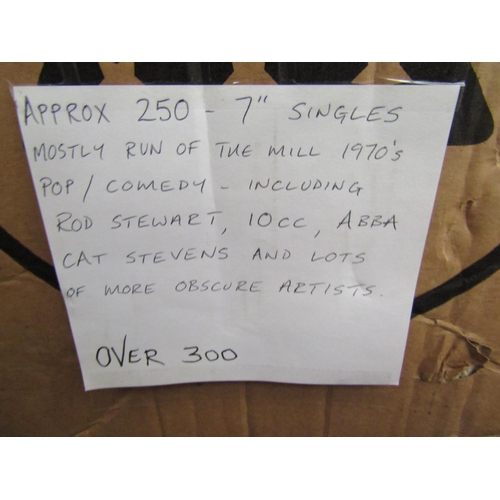 APPROX 250 - 7" SINGLES
MOSTLY RUN OF THE MILL 1970's
POP / COMEDY - INCLUDING
ROD STEWART, 10CC, ABBA
CAT STEVENS AND LOTS
OF MORE OBSCURE ARTISTS.
OVER 300